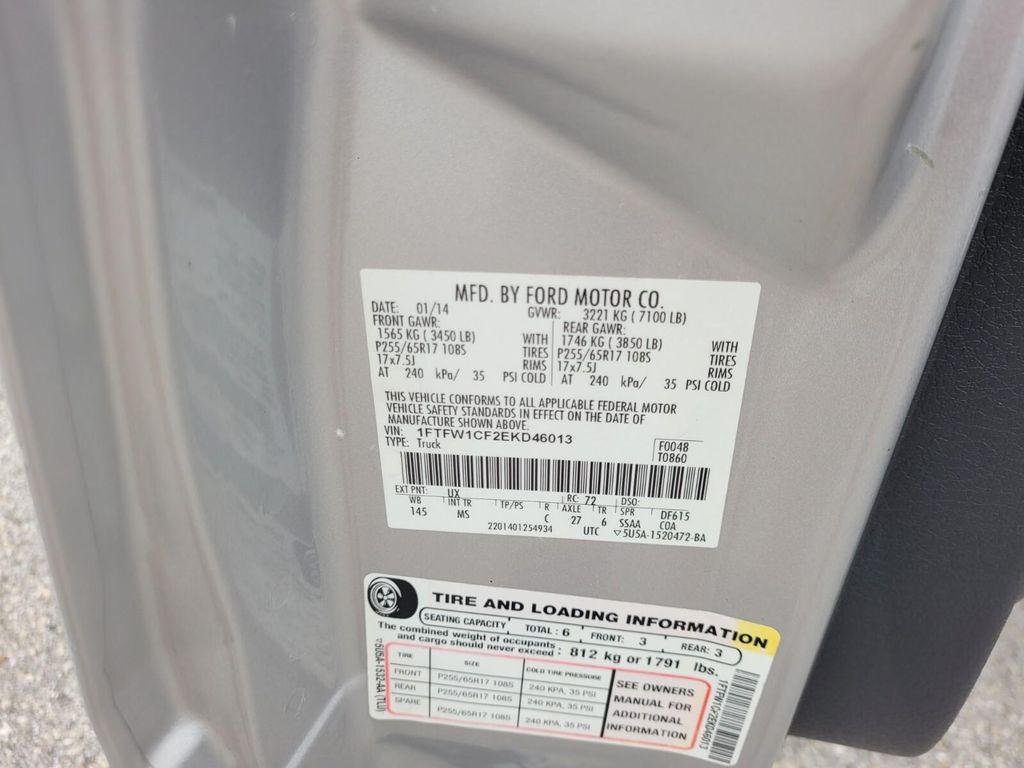 MFD. BY FORD MOTOR CO.
DATE: 01/14 GVWR: 3221 KG ( 7100 LB)
FRONT GAWR: REAR GAWR:
1565 KG ( 3450 LB) WITH 1746 KG ( 3850 LB) WITH
P255/65R17 108S TIRES P255/65R17 108S TIRES
17x7.5J RIMS 17x7.5J RIMS
AT 240 kPa/ 35 PSI COLD AT 240 kPa/ 35 PSI COLD
THIS VEHICLE CONFORMS TO ALL APPLICABLE FEDERAL MOTOR
VEHICLE SAFETY STANDARDS IN EFFECT ON THE DATE OF
MANUFACTURE SHOWN ABOVE.
VIN: 1FTFW1CF2EKD46013
TYPE: Truck
F0048
T0860
EXT PNT: UX RC: 72 DSO:
WB INT TR TP/PS R AXLE TR SPR DF615
145 MS C 27 6 SSAA COA
2201401254934 UTC ▽5U5A-1520472-BA
TIRE AND LOADING INFORMATION
SEATING CAPACITY TOTAL: 6 FRONT: 3 REAR: 3
The combined weight of occupants
and cargo should never exceed : 812 kg or 1791 lbs.
TIRE SIZE COLD TIRE PRESSURE
FRONT P255/65R17 108S 240 KPA, 35 PSI
REAR P255/65R17 108S 240 KPA, 35 PSI
SPARE P255/65R17 108S 240 KPA, 35 PSI
SEE OWNERS
MANUAL FOR
ADDITIONAL
INFORMATION
1FTFW1CF2EKD46013